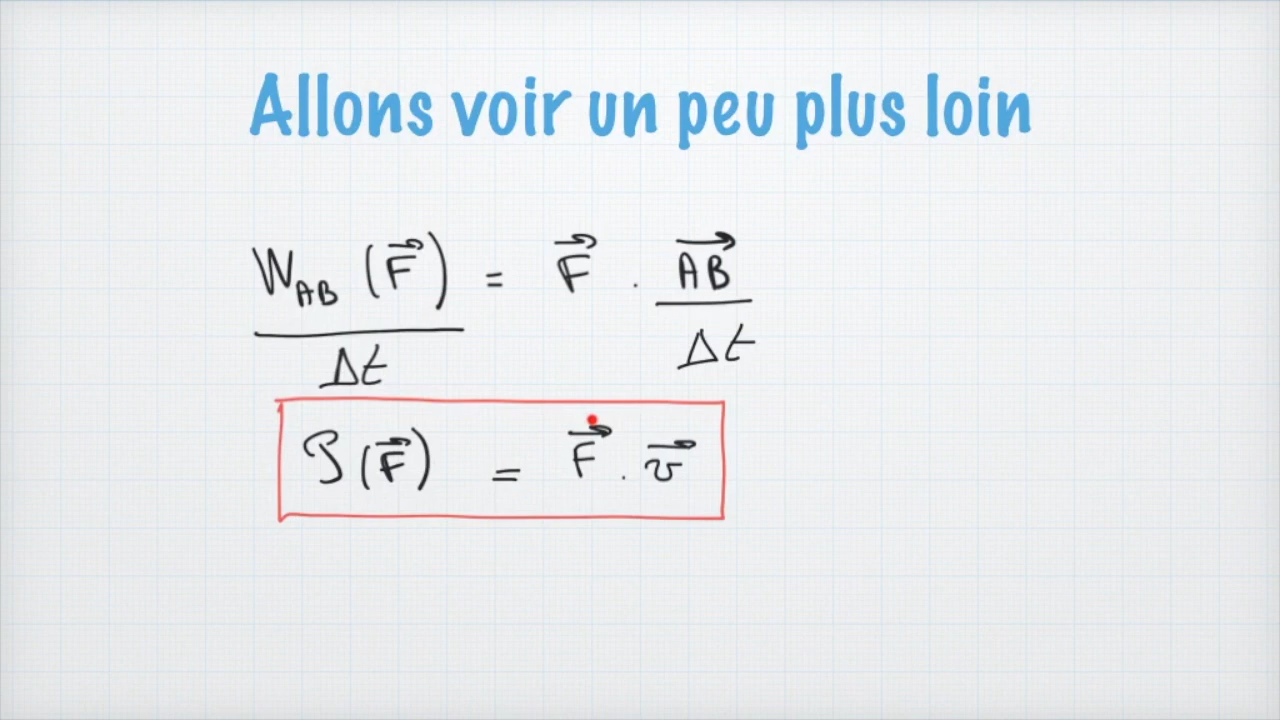 Allons voir un peu plus loin
W_AB (F⃗) / Δt = F⃗ . AB⃗ / Δt
P(F⃗) = F⃗ . v⃗